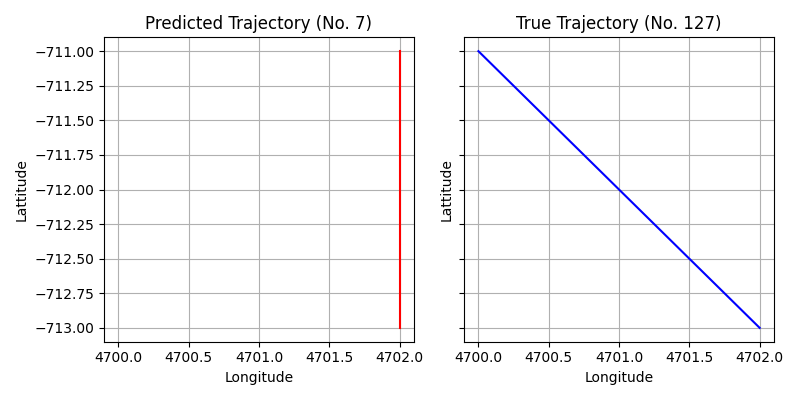 Predicted Trajectory (No. 7)
−711.00
−711.25
−711.50
−711.75
−712.00
−712.25
−712.50
−712.75
−713.00
Lattitude
4700.0 4700.5 4701.0 4701.5 4702.0
Longitude
True Trajectory (No. 127)
Lattitude
4700.0 4700.5 4701.0 4701.5 4702.0
Longitude